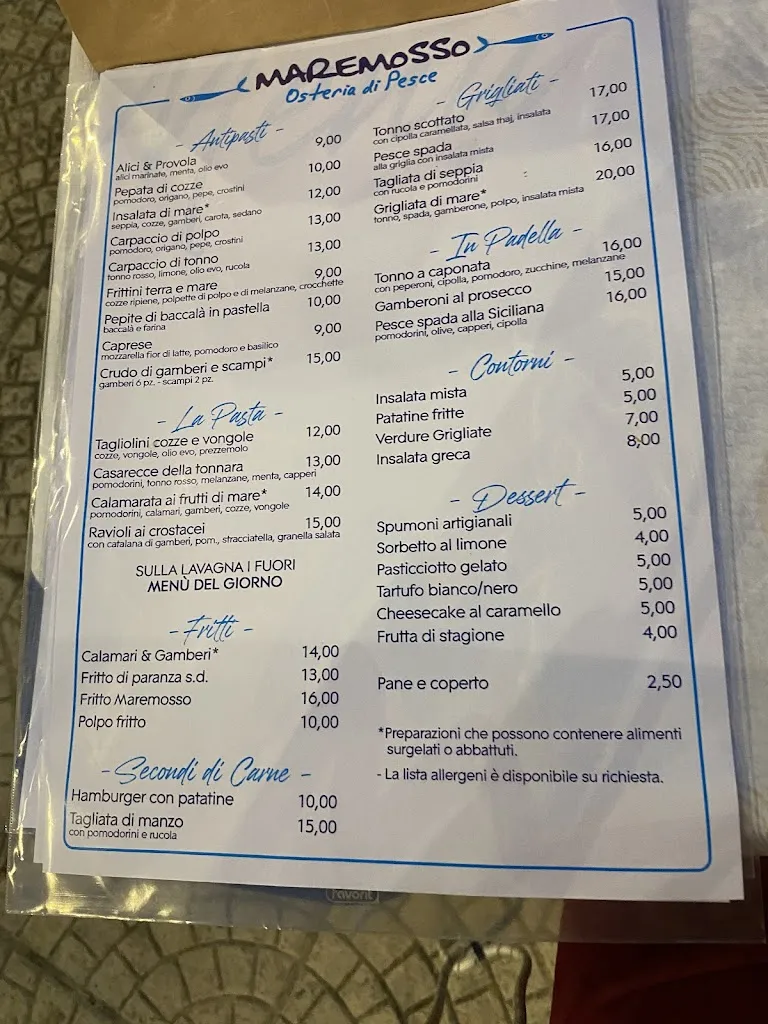 MAREMOSSO
Osteria di Pesce
- Antipasti -
Alici & Provola 9,00
alici marinate, menta, olio evo
Pepata di cozze 10,00
pomodoro, origano, pepe, crostini
Insalata di mare* 12,00
seppia, cozze, gamberi, carota, sedano
Carpaccio di polpo 13,00
pomodoro, origano, pepe, crostini
Carpaccio di tonno 13,00
tonno rosso, limone, olio evo, rucola
Frittini terra e mare 9,00
cozze ripiene, polpette di polpo e di melanzane, crocchette
Pepite di baccalà in pastella 10,00
baccalà e farina
Caprese 9,00
mozzarella fior di latte, pomodoro e basilico
Crudo di gamberi e scampi* 15,00
gamberi 6 pz. - scampi 2 pz.
- La Pasta -
Tagliolini cozze e vongole 12,00
cozze, vongole, olio evo, prezzemolo
Casarecce della tonnara 13,00
pomodorini, tonno rosso, melanzane, menta, capperi
Calamarata ai frutti di mare* 14,00
pomodorini, calamari, gamberi, cozze, vongole
Ravioli ai crostacei 15,00
con catalana di gamberi, pom., stracciatella, granella salata
SULLA LAVAGNA I FUORI
MENÙ DEL GIORNO
- Fritti -
Calamari & Gamberi* 14,00
Fritto di paranza s.d. 13,00
Fritto Maremosso 16,00
Polpo fritto 10,00
- Secondi di Carne -
Hamburger con patatine 10,00
Tagliata di manzo 15,00
con pomodorini e rucola
- Grigliati -
Tonno scottato 17,00
con cipolla caramellata, salsa thaj, insalata
Pesce spada 17,00
alla griglia con insalata mista
Tagliata di seppia 16,00
con rucola e pomodorini
Grigliata di mare* 20,00
tonno, spada, gamberone, polpo, insalata mista
- In Padella -
Tonno a caponata 16,00
con peperoni, cipolla, pomodoro, zucchine, melanzane
Gamberoni al prosecco 15,00
Pesce spada alla Siciliana 16,00
pomodorini, olive, capperi, cipolla
- Contorni -
Insalata mista 5,00
Patatine fritte 5,00
Verdure Grigliate 7,00
Insalata greca 8,00
- Dessert -
Spumoni artigianali 5,00
Sorbetto al limone 4,00
Pasticciotto gelato 5,00
Tartufo bianco/nero 5,00
Cheesecake al caramello 5,00
Frutta di stagione 4,00
Pane e coperto 2,50
*Preparazioni che possono contenere alimenti
surgelati o abbattuti.
- La lista allergeni è disponibile su richiesta.
Favorit